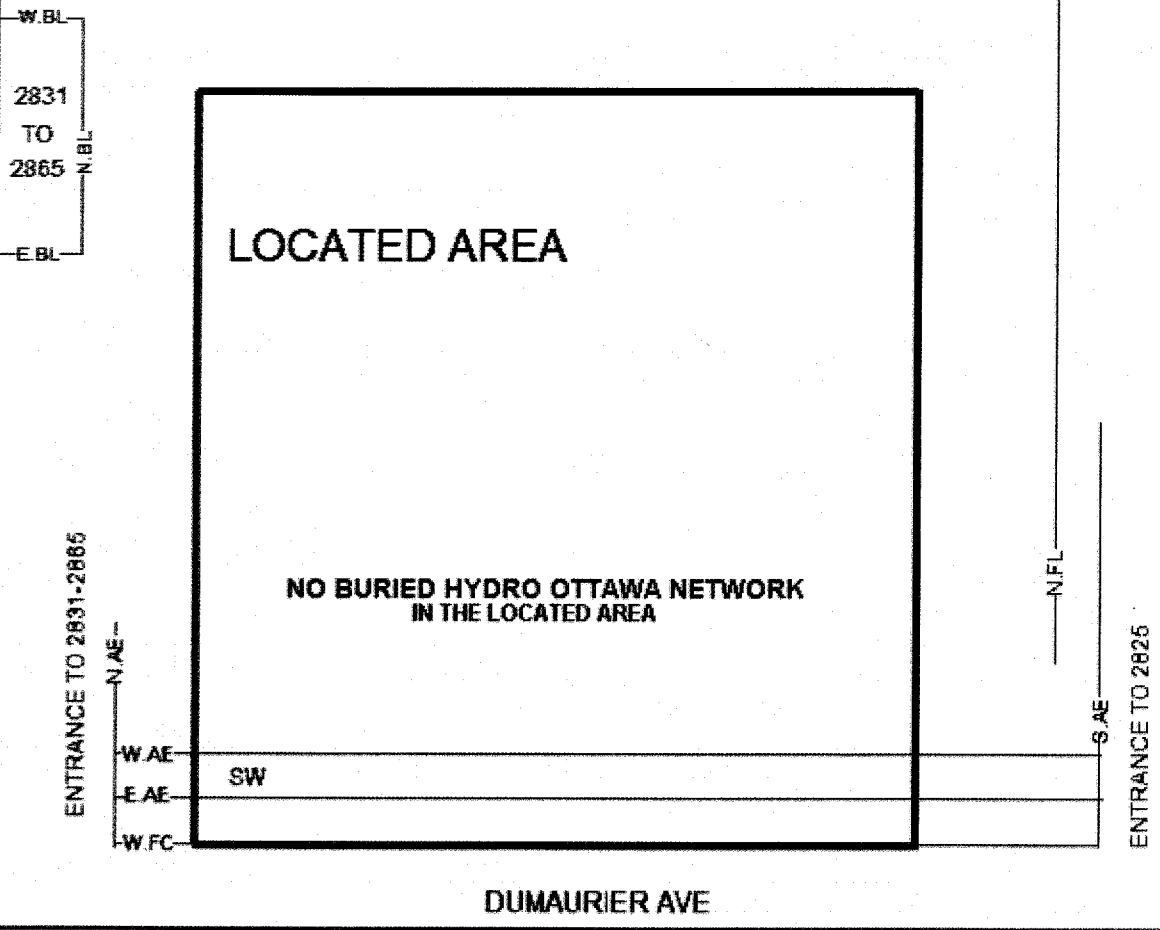 W.BL
2831
TO
2865
N.BL
E.BL
LOCATED AREA
NO BURIED HYDRO OTTAWA NETWORK
IN THE LOCATED AREA
N.FL
ENTRANCE TO 2831-2865
N.AE
W.AE
SW
E.AE
W.FC
S.AE
ENTRANCE TO 2825
DUMAURIER AVE